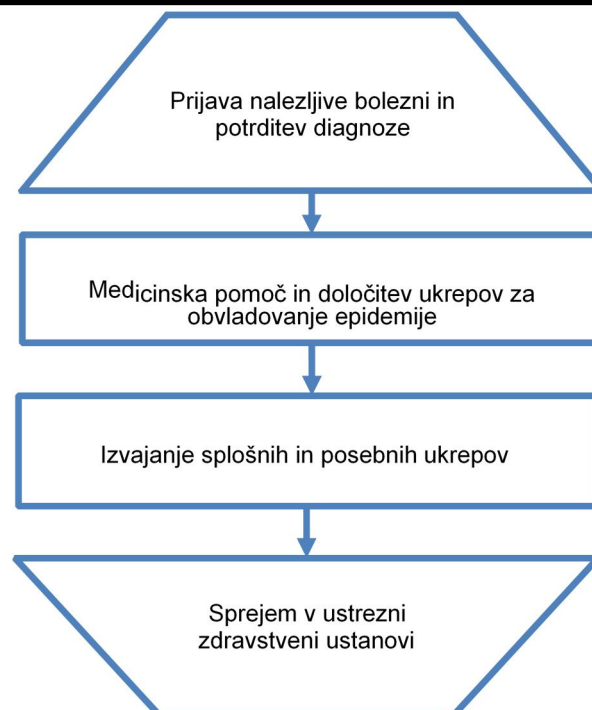 Prijava nalezljive bolezni in
potrditev diagnoze
Medicinska pomoč in določitev ukrepov za
obvladovanje epidemije
Izvajanje splošnih in posebnih ukrepov
Sprejem v ustrezni
zdravstveni ustanovi